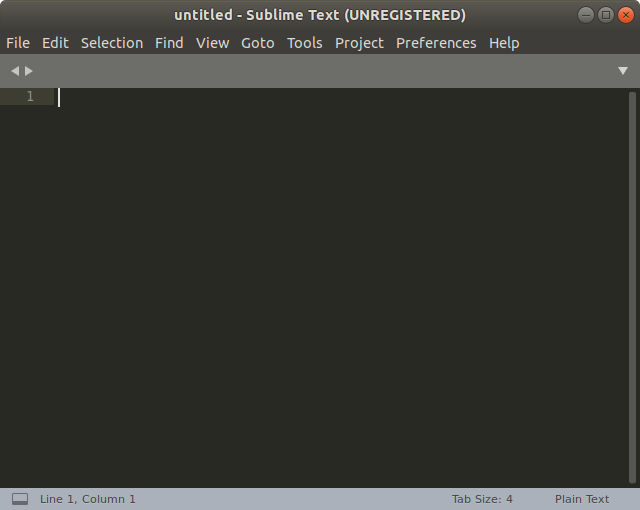 untitled - Sublime Text (UNREGISTERED)
File Edit Selection Find View Goto Tools Project Preferences Help
1
Line 1, Column 1 Tab Size: 4 Plain Text